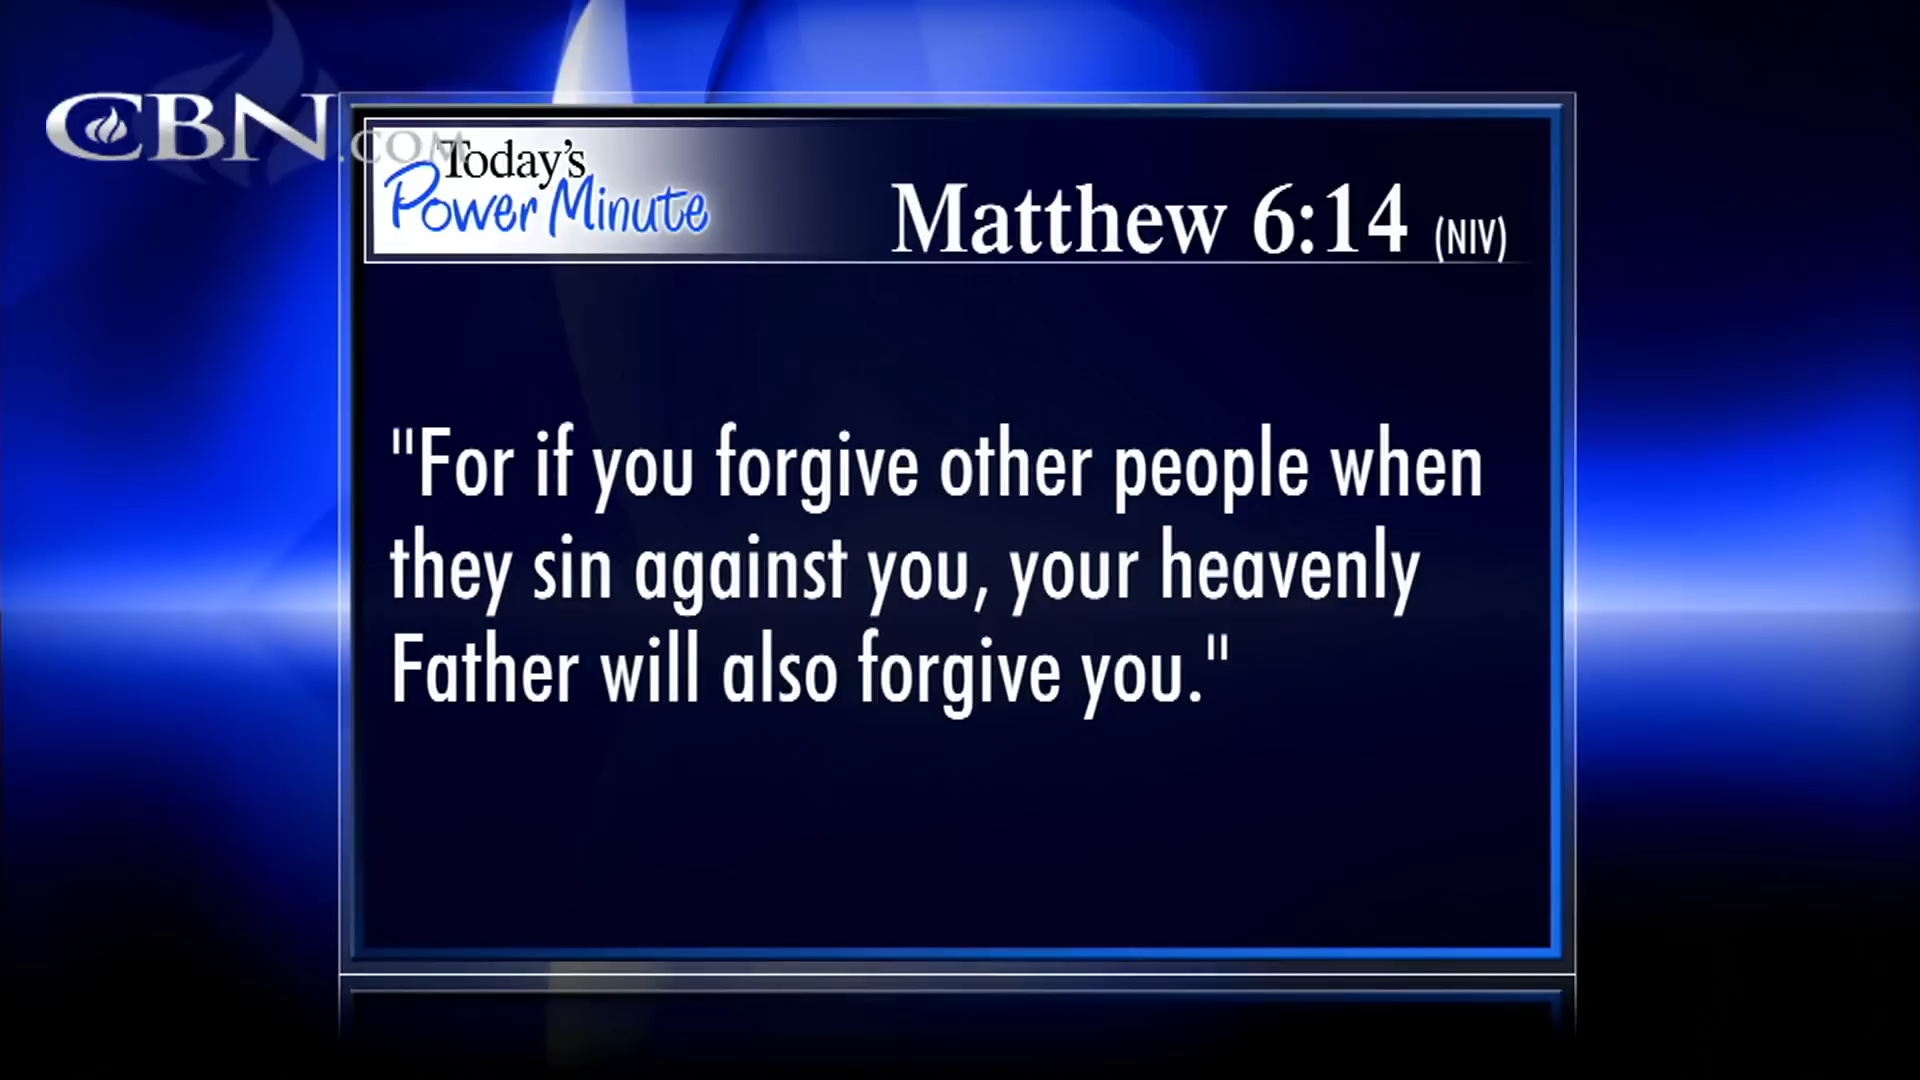 CBN.COM
Today's
Power Minute
Matthew 6:14 (NIV)
"For if you forgive other people when
they sin against you, your heavenly
Father will also forgive you."